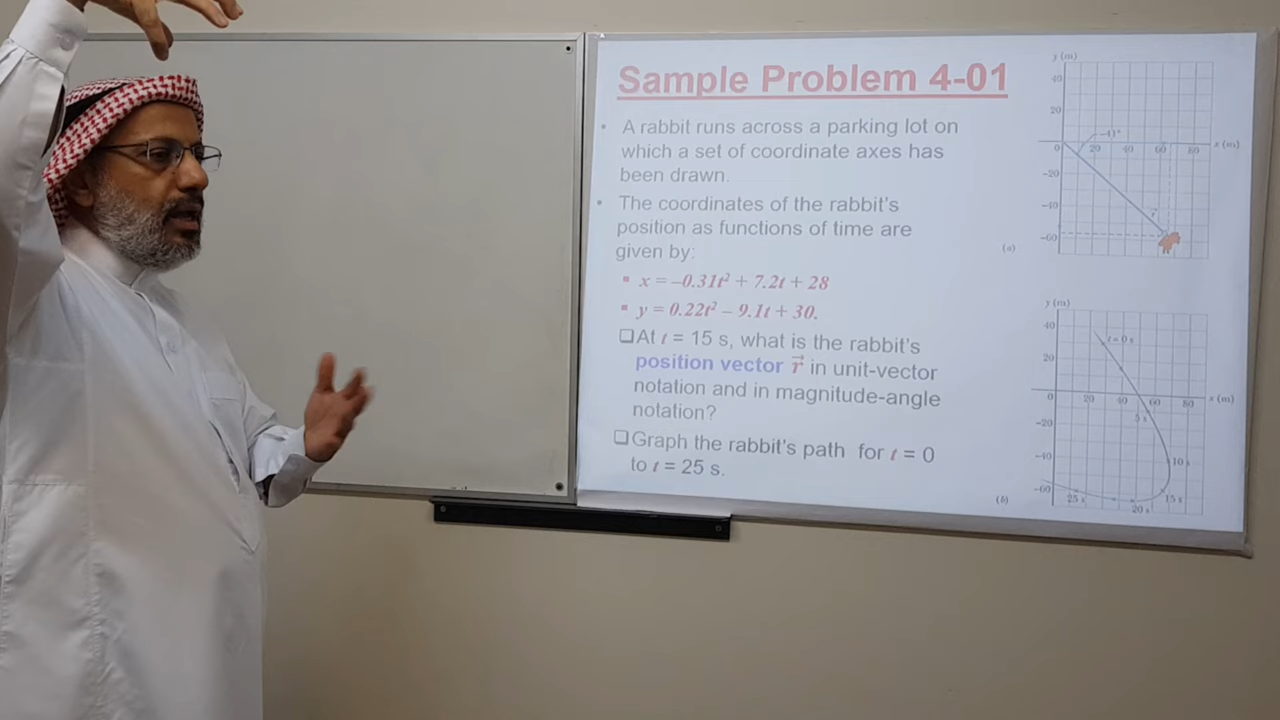 Sample Problem 4-01
• A rabbit runs across a parking lot on
which a set of coordinate axes has
been drawn.
• The coordinates of the rabbit's
position as functions of time are
given by:
▪ x = –0.31t² + 7.2t + 28
▪ y = 0.22t² – 9.1t + 30.
❑At t = 15 s, what is the rabbit's
position vector r⃗ in unit-vector
notation and in magnitude-angle
notation?
❑Graph the rabbit's path for t = 0
to t = 25 s.
y (m)
40
20
–41°
0 20 40 60 80 x (m)
–20
–40
–60
(a)
y (m)
40
t = 0 s
20
0 20 40 60 80 x (m)
5 s
–20
–40
10 s
–60
25 s 15 s
20 s
(b)